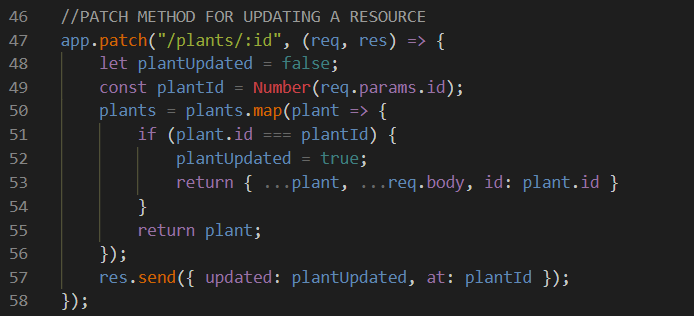 46 //PATCH METHOD FOR UPDATING A RESOURCE
47 app.patch("/plants/:id", (req, res) => {
48     let plantUpdated = false;
49     const plantId = Number(req.params.id);
50     plants = plants.map(plant => {
51         if (plant.id === plantId) {
52             plantUpdated = true;
53             return { ...plant, ...req.body, id: plant.id }
54         }
55         return plant;
56     });
57     res.send({ updated: plantUpdated, at: plantId });
58 });